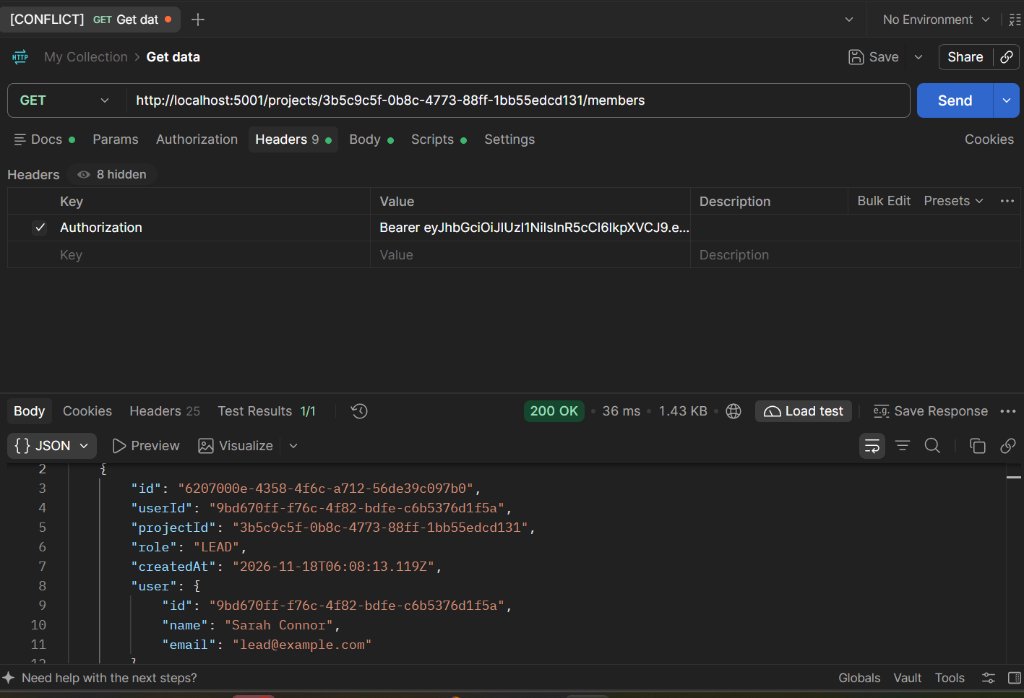 [CONFLICT] GET Get dat
No Environment
HTTP My Collection > Get data Save Share
GET http://localhost:5001/projects/3b5c9c5f-0b8c-4773-88ff-1bb55edcd131/members Send
Docs Params Authorization Headers 9 Body Scripts Settings Cookies
Headers 8 hidden
Key Value Description Bulk Edit Presets
Authorization Bearer eyJhbGciOiJIUzI1NiIsInR5cCI6IkpXVCJ9.e...
Key Value Description
Body Cookies Headers 25 Test Results 1/1 200 OK • 36 ms • 1.43 KB • Load test e.g. Save Response
{} JSON Preview Visualize
2 {
3 "id": "6207000e-4358-4f6c-a712-56de39c097b0",
4 "userId": "9bd670ff-f76c-4f82-bdfe-c6b5376d1f5a",
5 "projectId": "3b5c9c5f-0b8c-4773-88ff-1bb55edcd131",
6 "role": "LEAD",
7 "createdAt": "2026-11-18T06:08:13.119Z",
8 "user": {
9 "id": "9bd670ff-f76c-4f82-bdfe-c6b5376d1f5a",
10 "name": "Sarah Connor",
11 "email": "lead@example.com"
12 }
Need help with the next steps? Globals Vault Tools